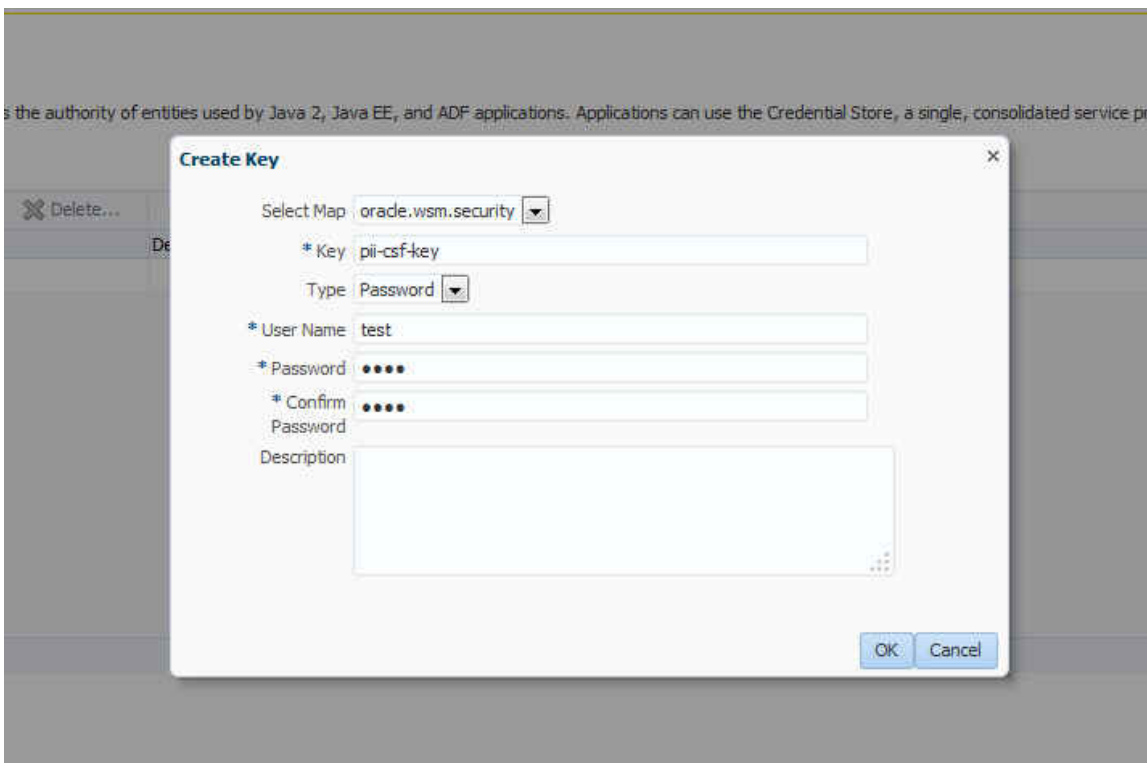 s the authority of entities used by Java 2, Java EE, and ADF applications. Applications can use the Credential Store, a single, consolidated service pr
Create Key
Delete...
De
Select Map oracle.wsm.security
* Key pii-csf-key
Type Password
* User Name test
* Password ••••
* Confirm Password ••••
Description
OK Cancel